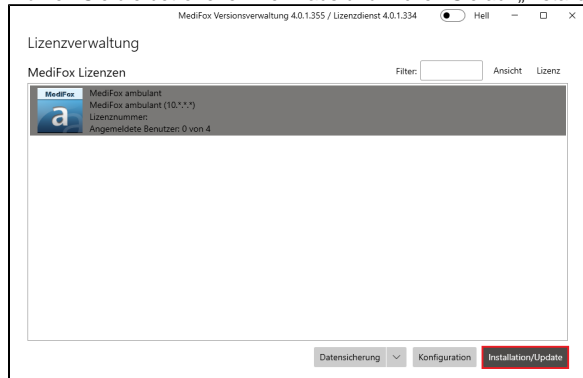 MediFox Versionsverwaltung 4.0.1.355 / Lizenzdienst 4.0.1.334 Hell
Lizenzverwaltung
MediFox Lizenzen Filter: Ansicht Lizenz
MediFox
a
MediFox ambulant
MediFox ambulant (10.*.*.*)
Lizenznummer:
Angemeldete Benutzer: 0 von 4
Datensicherung Konfiguration Installation/Update